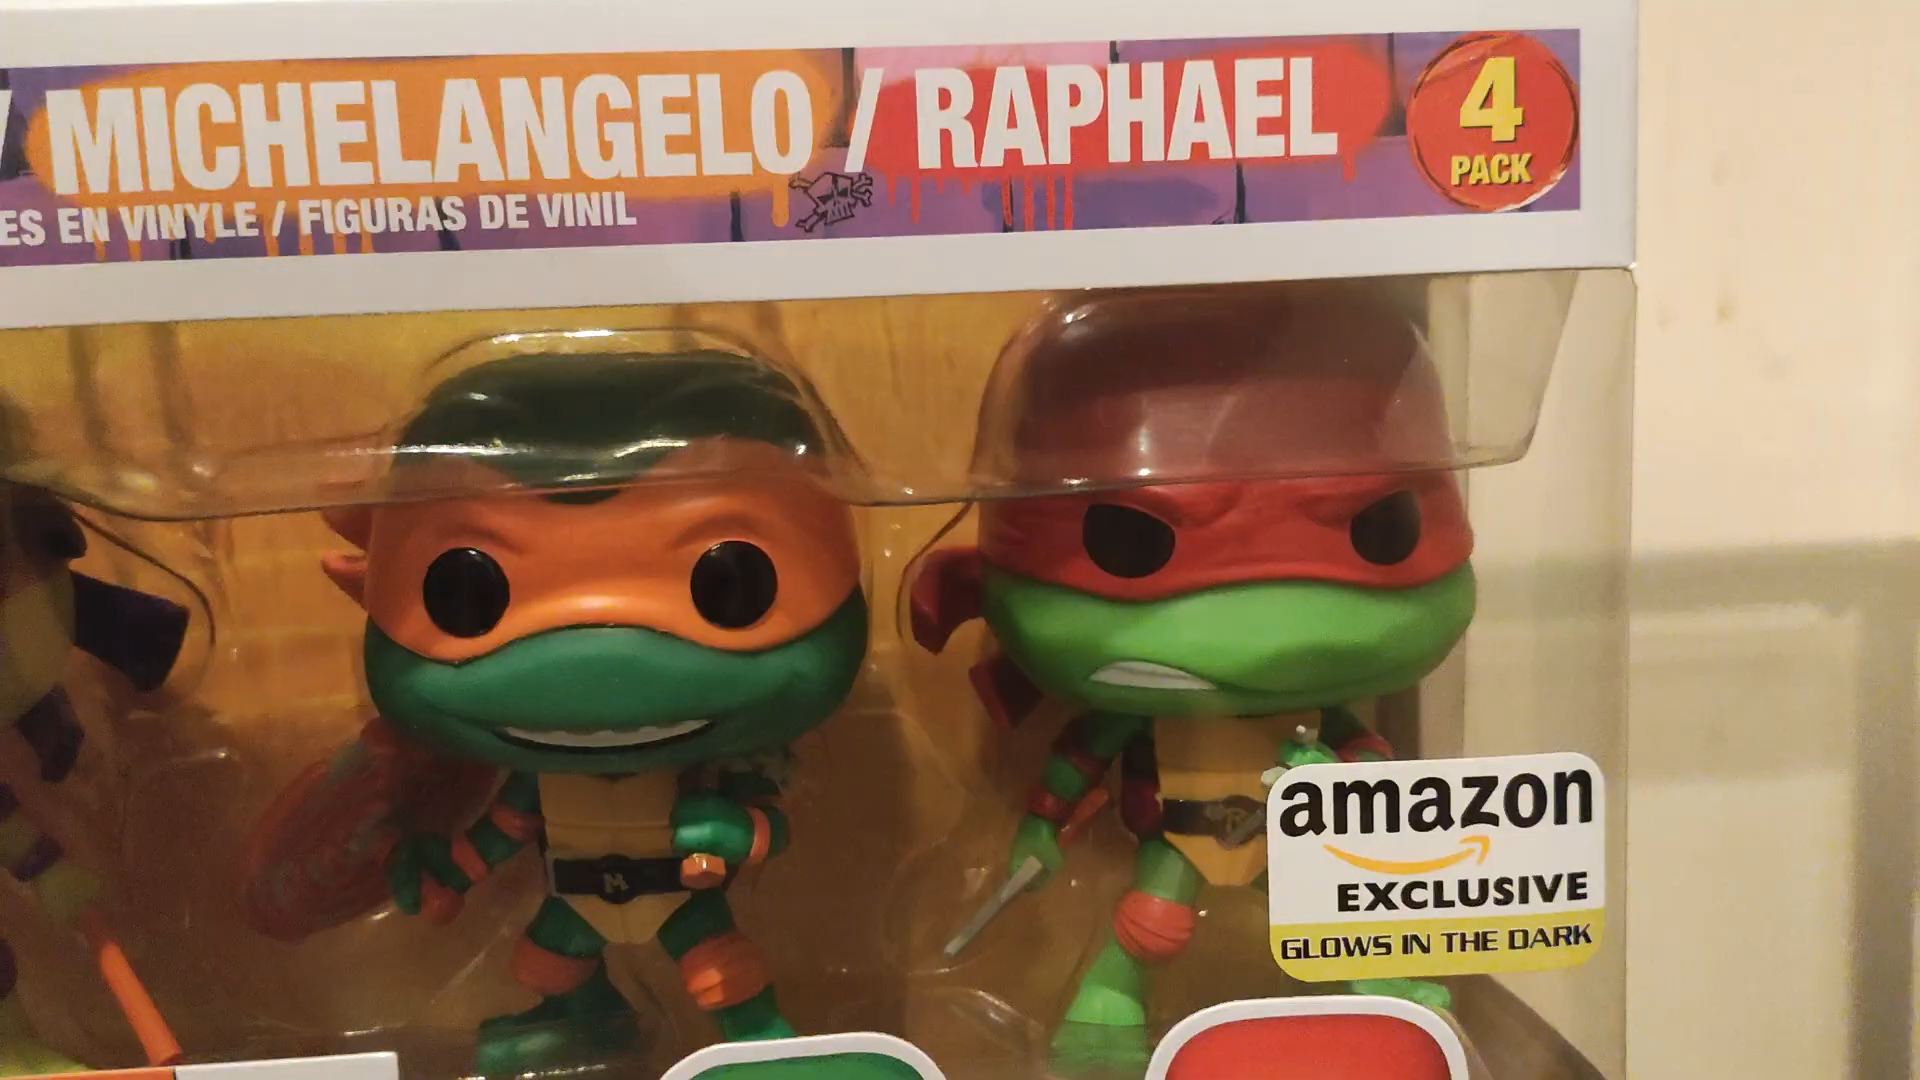 / MICHELANGELO / RAPHAEL
4
PACK
ES EN VINYLE / FIGURAS DE VINIL
M
R
amazon
EXCLUSIVE
GLOWS IN THE DARK